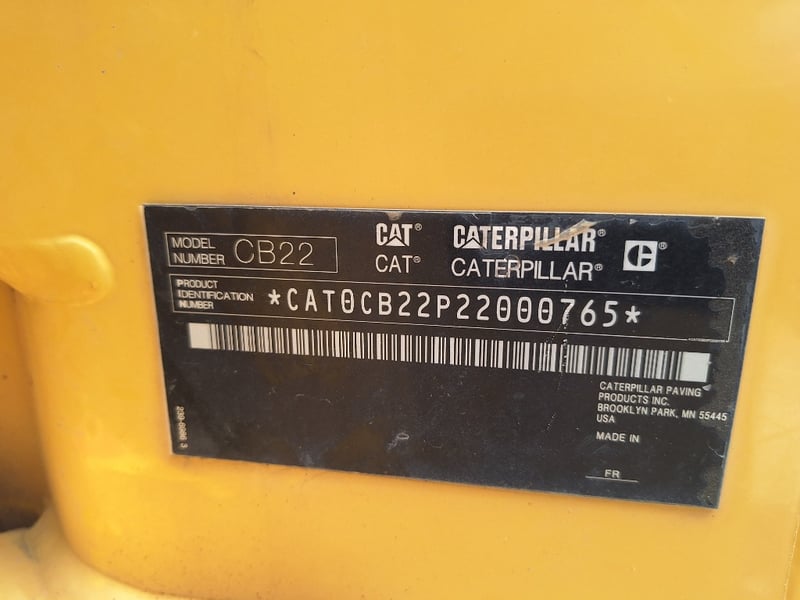 MODEL NUMBER CB22
CAT® CATERPILLAR® C®
CAT® CATERPILLAR®
PRODUCT IDENTIFICATION NUMBER *CAT0CB22P22000765*
CATERPILLAR PAVING
PRODUCTS INC.
BROOKLYN PARK, MN 55445
USA
MADE IN
FR